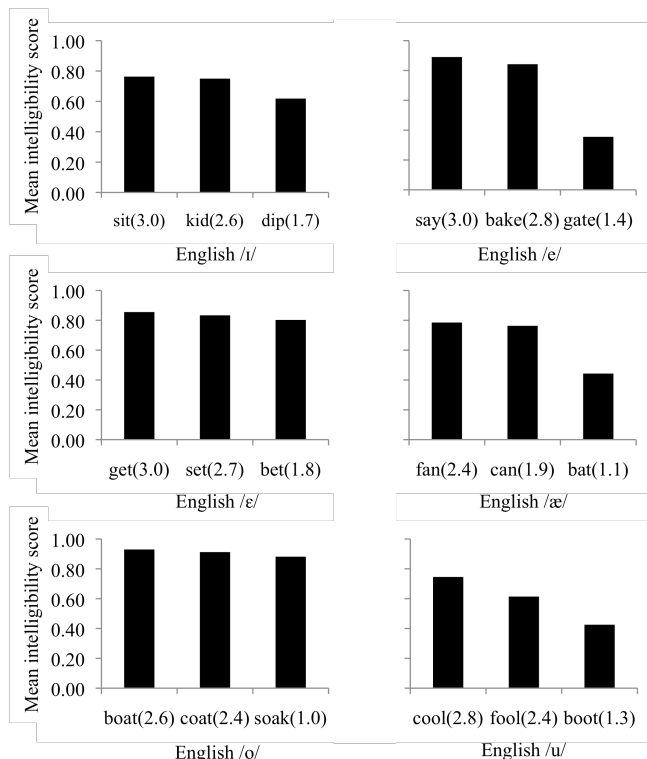 Mean intelligibility score
1.00
0.80
0.60
0.40
0.20
0.00
sit(3.0) kid(2.6) dip(1.7)
English /ɪ/
say(3.0) bake(2.8) gate(1.4)
English /e/
Mean intelligibility score
1.00
0.80
0.60
0.40
0.20
0.00
get(3.0) set(2.7) bet(1.8)
English /ɛ/
fan(2.4) can(1.9) bat(1.1)
English /æ/
Mean intelligibility score
1.00
0.80
0.60
0.40
0.20
0.00
boat(2.6) coat(2.4) soak(1.0)
English /o/
cool(2.8) fool(2.4) boot(1.3)
English /u/